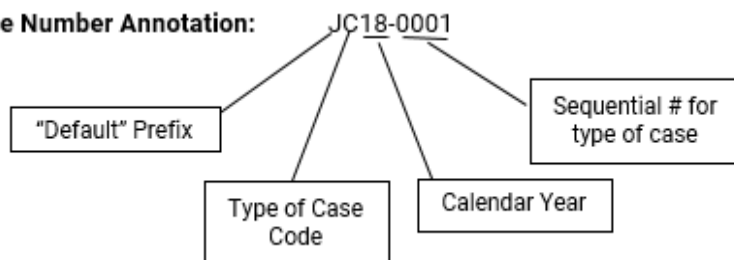 e Number Annotation: JC18-0001
“Default” Prefix
Sequential # for
type of case
Type of Case
Code
Calendar Year